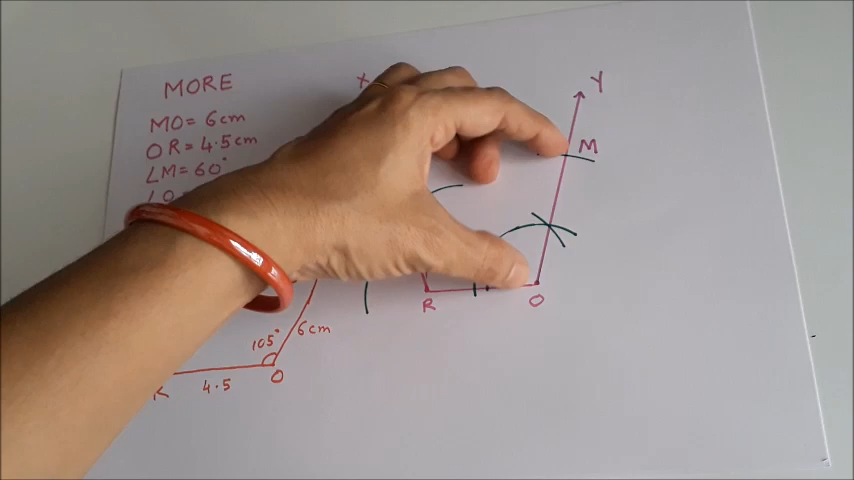 MORE
MO = 6cm
OR = 4.5cm
∠M = 60°
X
Y
M
R
O
105°
6cm
R
4.5
O